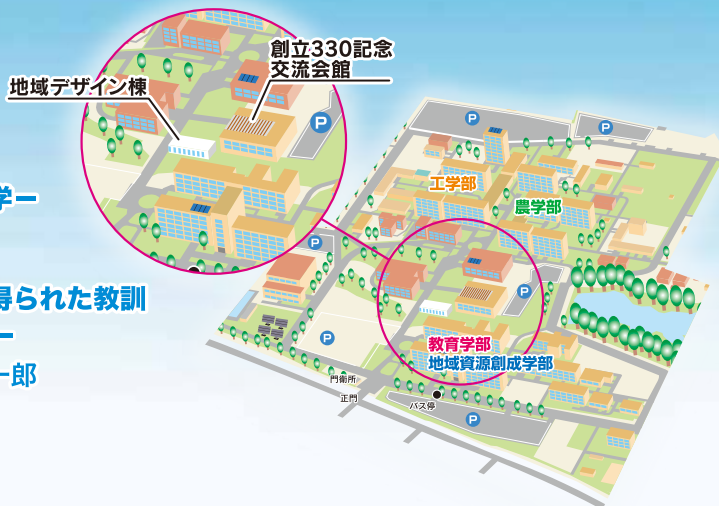 創立330記念
交流会館
地域デザイン棟
P
P
P
学ー
工学部
農学部
P
P
得られた教訓
ー
P
教育学部
地域資源創成学部
一郎
門衛所
正門
バス停
P